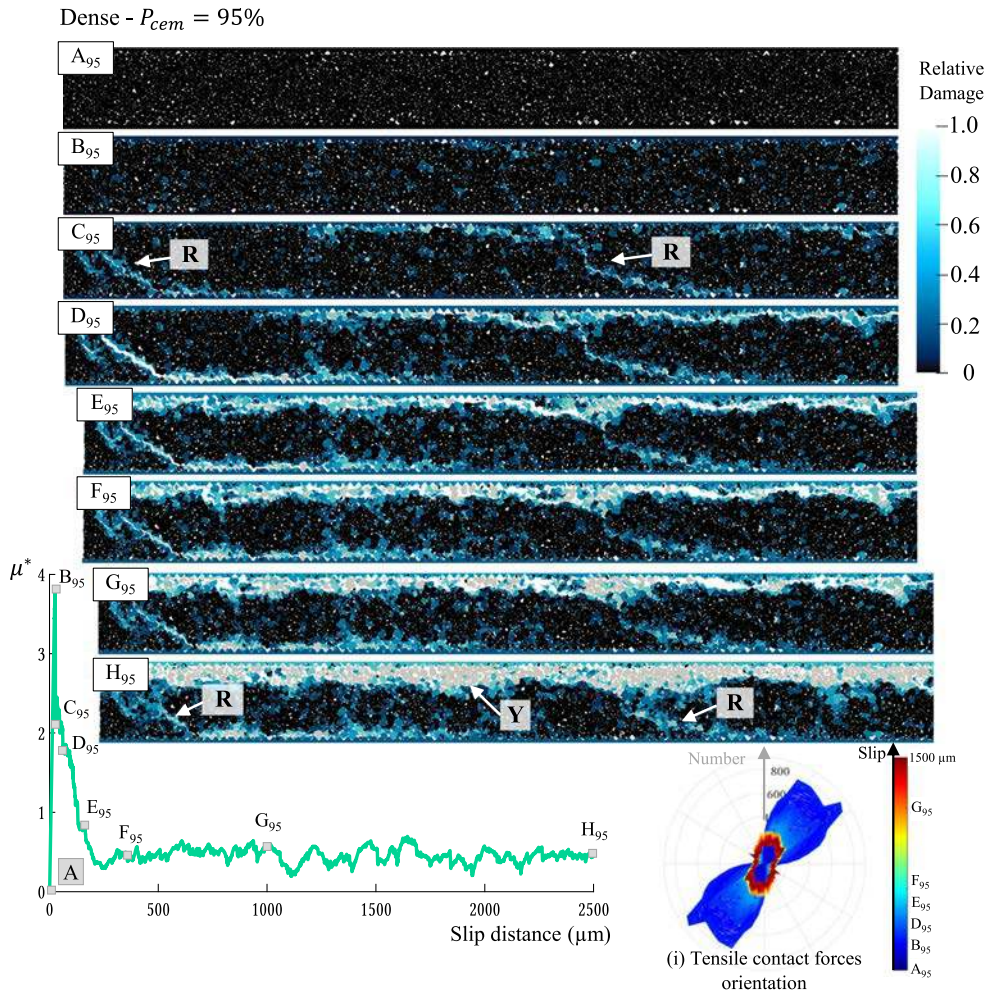 Dense - 𝑃𝑐𝑒𝑚 = 95%
A95
Relative
Damage
1.0
0.8
0.6
0.4
0.2
0
B95
C95
R
R
D95
E95
F95
μ*
4
3
2
1
0
B95
C95
D95
E95
F95
G95
H95
A
0
500
1000
1500
2000
2500
Slip distance (µm)
G95
H95
R
Y
R
Number
800
600
Slip
1500 µm
G95
F95
E95
D95
B95
A95
(i) Tensile contact forces
orientation